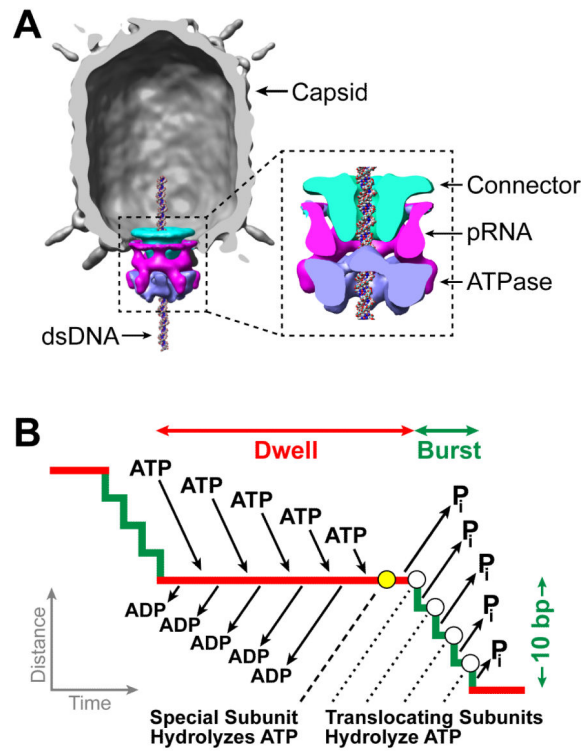 A
Capsid
Connector
pRNA
ATPase
dsDNA
B
Dwell
Burst
ATP
ATP
ATP
ATP
ATP
Pi
Pi
Pi
Pi
Pi
ADP
ADP
ADP
ADP
ADP
10 bp
Distance
Time
Special Subunit
Hydrolyzes ATP
Translocating Subunits
Hydrolyze ATP